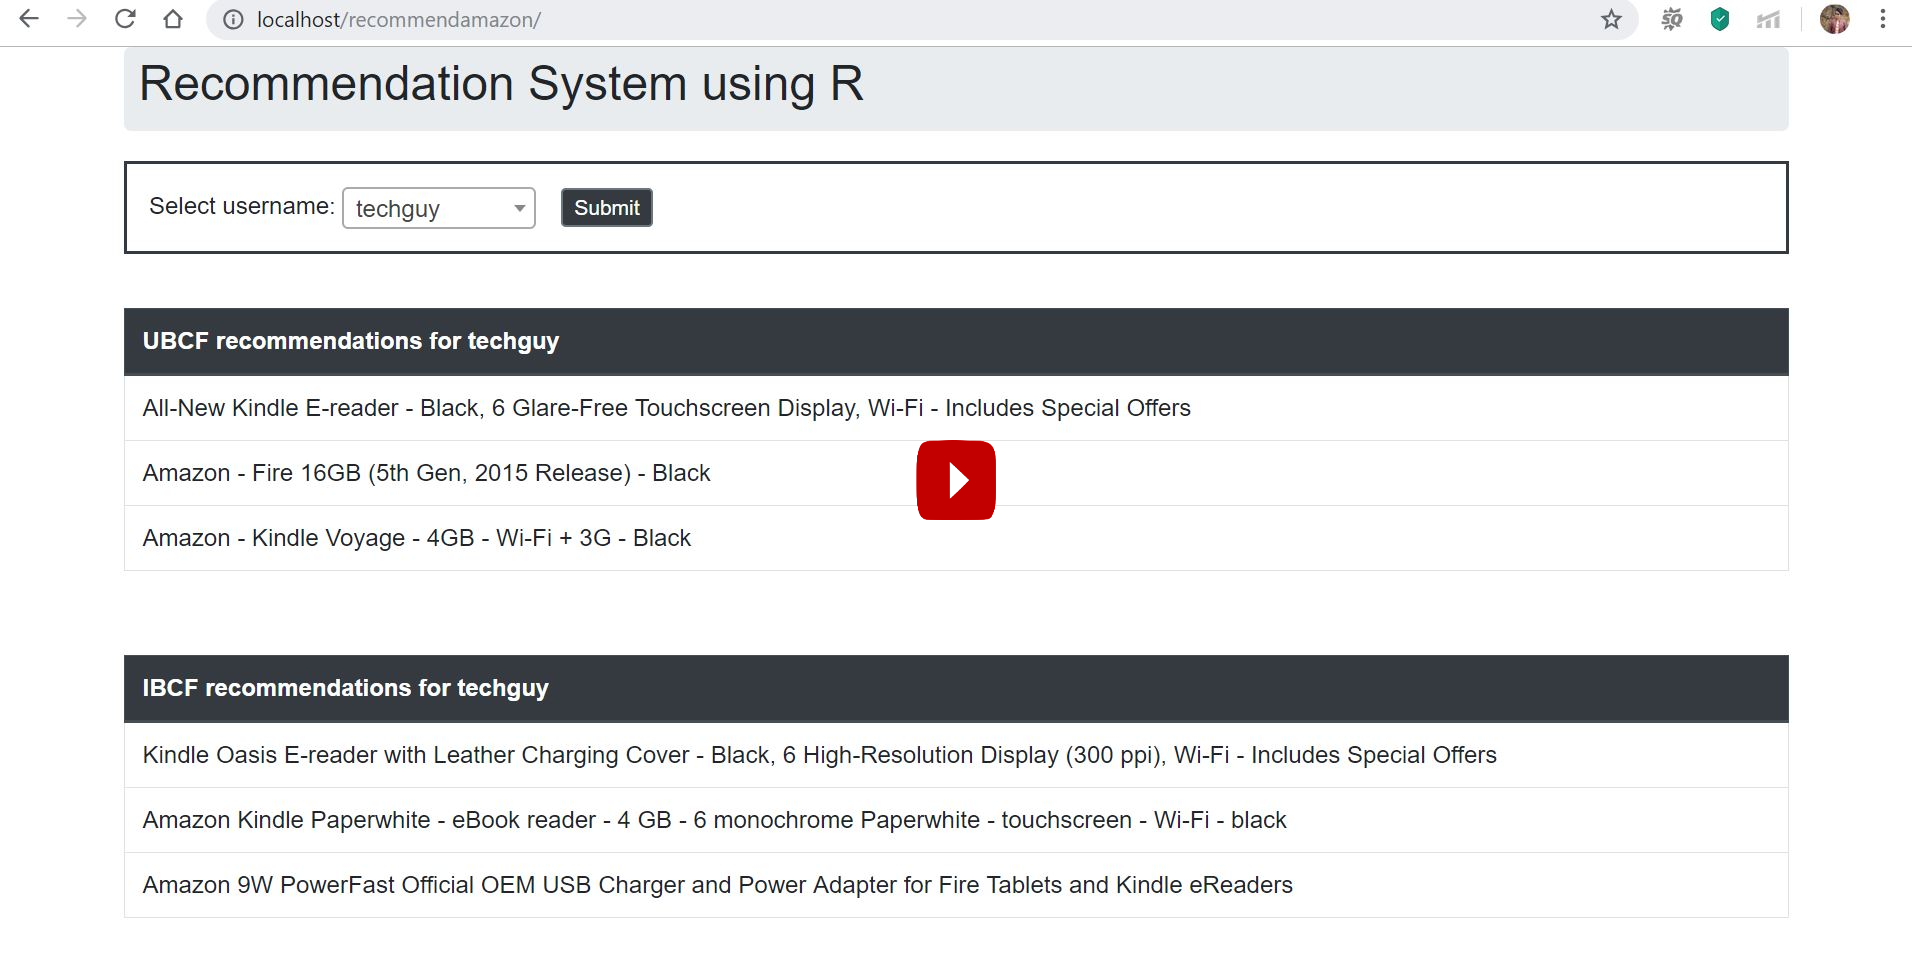 localhost/recommendamazon/
SQ
Recommendation System using R
Select username: techguy Submit
UBCF recommendations for techguy
All-New Kindle E-reader - Black, 6 Glare-Free Touchscreen Display, Wi-Fi - Includes Special Offers
Amazon - Fire 16GB (5th Gen, 2015 Release) - Black
Amazon - Kindle Voyage - 4GB - Wi-Fi + 3G - Black
IBCF recommendations for techguy
Kindle Oasis E-reader with Leather Charging Cover - Black, 6 High-Resolution Display (300 ppi), Wi-Fi - Includes Special Offers
Amazon Kindle Paperwhite - eBook reader - 4 GB - 6 monochrome Paperwhite - touchscreen - Wi-Fi - black
Amazon 9W PowerFast Official OEM USB Charger and Power Adapter for Fire Tablets and Kindle eReaders